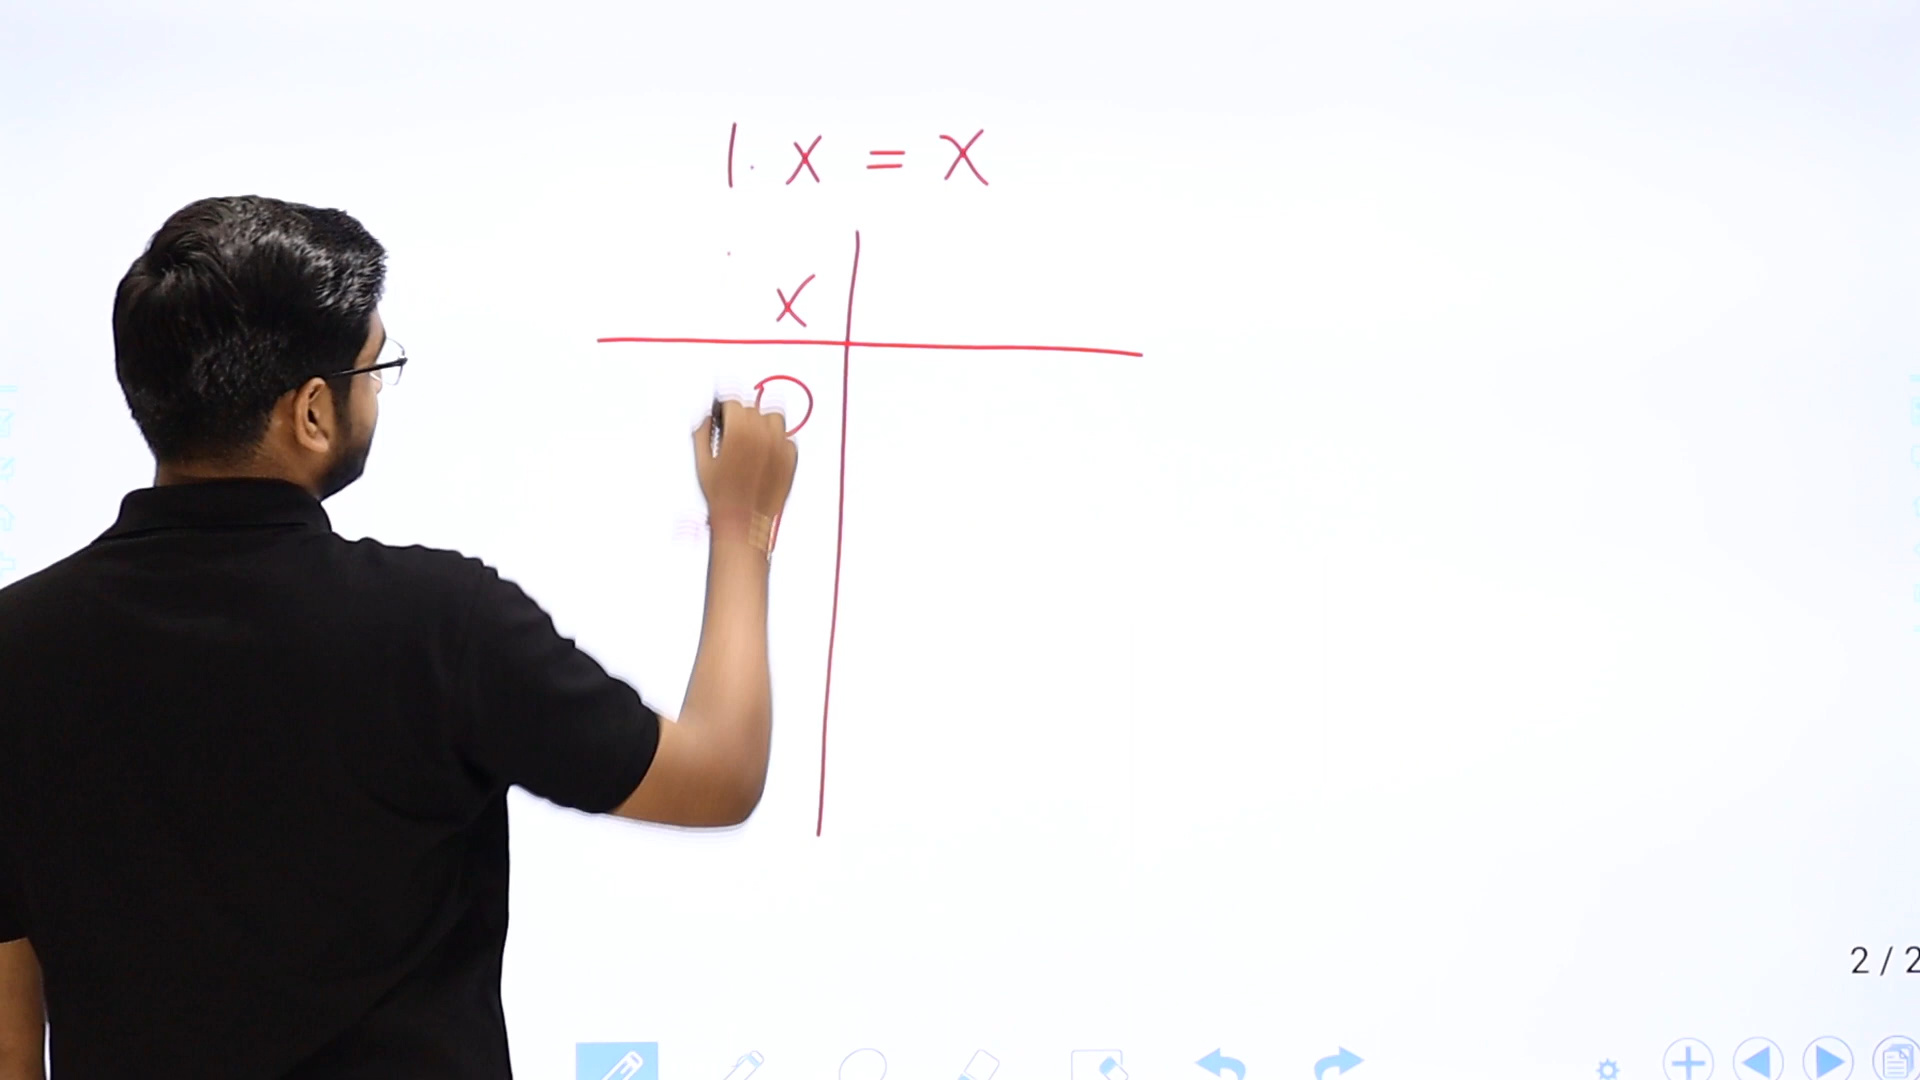 1. x = x
x
0
2 / 2